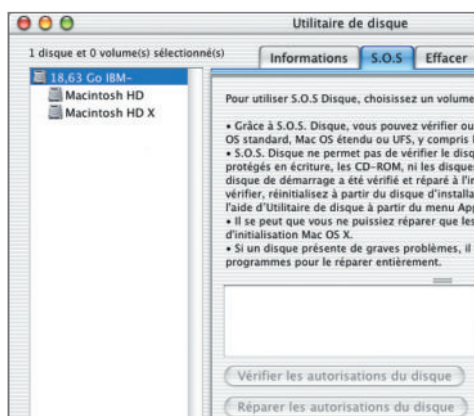 Utilitaire de disque
1 disque et 0 volume(s) sélectionné(s)
Informations
S.O.S
Effacer
18,63 Go IBM-
Macintosh HD
Macintosh HD X
Pour utiliser S.O.S Disque, choisissez un volume
• Grâce à S.O.S. Disque, vous pouvez vérifier ou
OS standard, Mac OS étendu ou UFS, y compris
• S.O.S. Disque ne permet pas de vérifier le
protégés en écriture, les CD-ROM, ni les disques
disque de démarrage a été vérifié et réparé à
vérifier, réinitialisez à partir du disque
l'aide d'Utilitaire de disque à partir du menu
• Il se peut que vous ne puissiez réparer que les
d'initialisation Mac OS X.
• Si un disque présente de graves problèmes, il
programmes pour le réparer entièrement.
Vérifier les autorisations du disque
Réparer les autorisations du disque